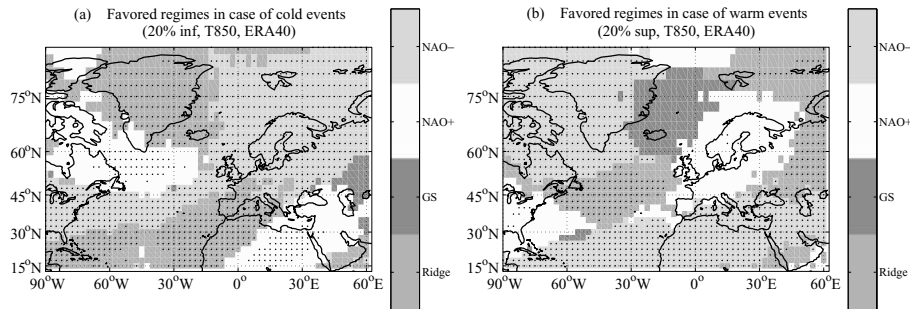 (a) Favored regimes in case of cold events
(20% inf, T850, ERA40)
75°N
60°N
45°N
30°N
15°N
90°W 60°W 30°W 0° 30°E 60°E
NAO−
NAO+
GS
Ridge
(b) Favored regimes in case of warm events
(20% sup, T850, ERA40)
75°N
60°N
45°N
30°N
15°N
90°W 60°W 30°W 0° 30°E 60°E
NAO−
NAO+
GS
Ridge